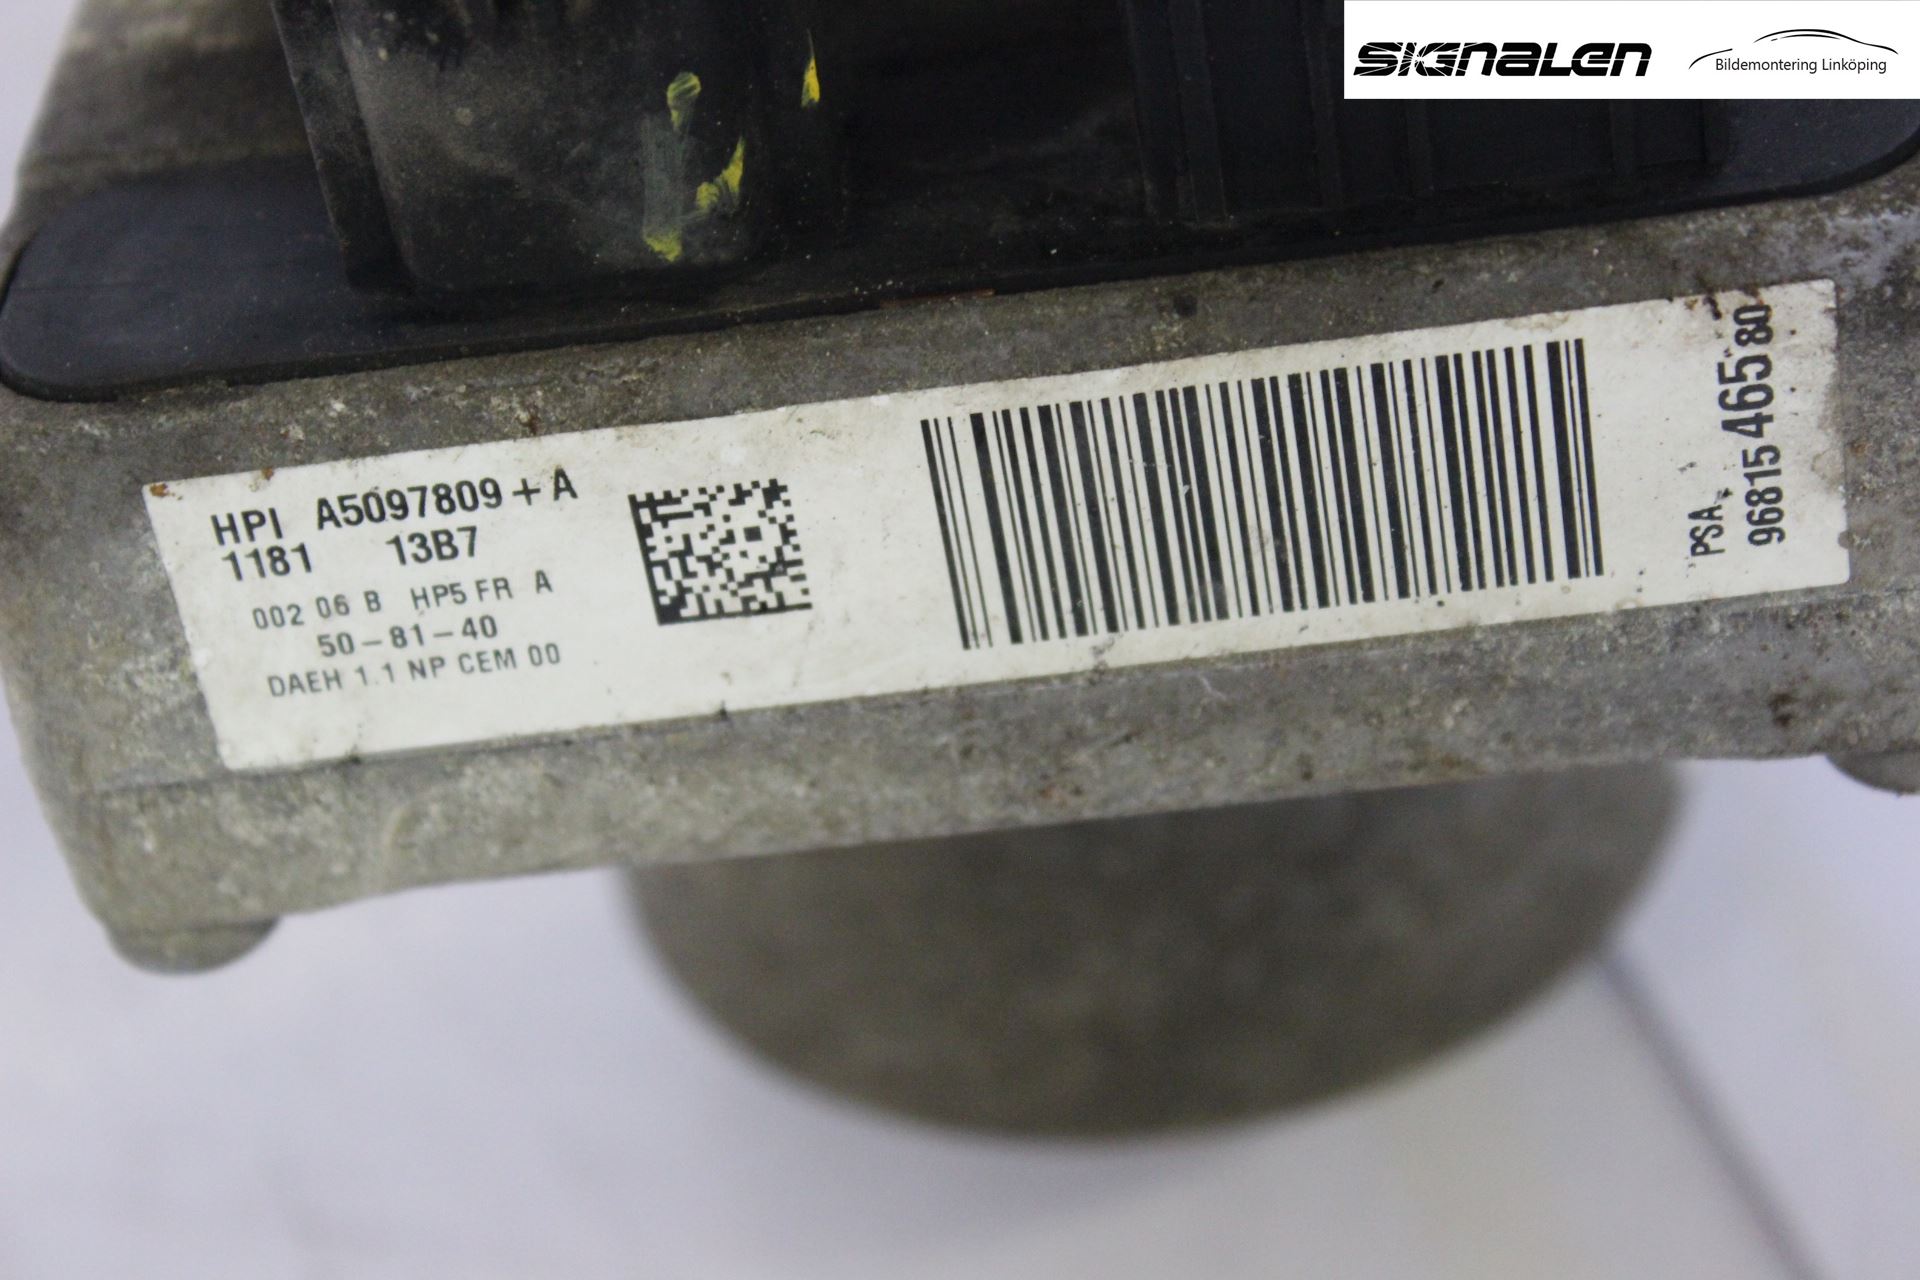 SIGNALEN
Bildemontering Linköping
HPI A5097809+A
1181 13B7
002 06 B HP5 FR A
50-81-40
DAEH 1.1 NP CEM 00
PSA
9681546580